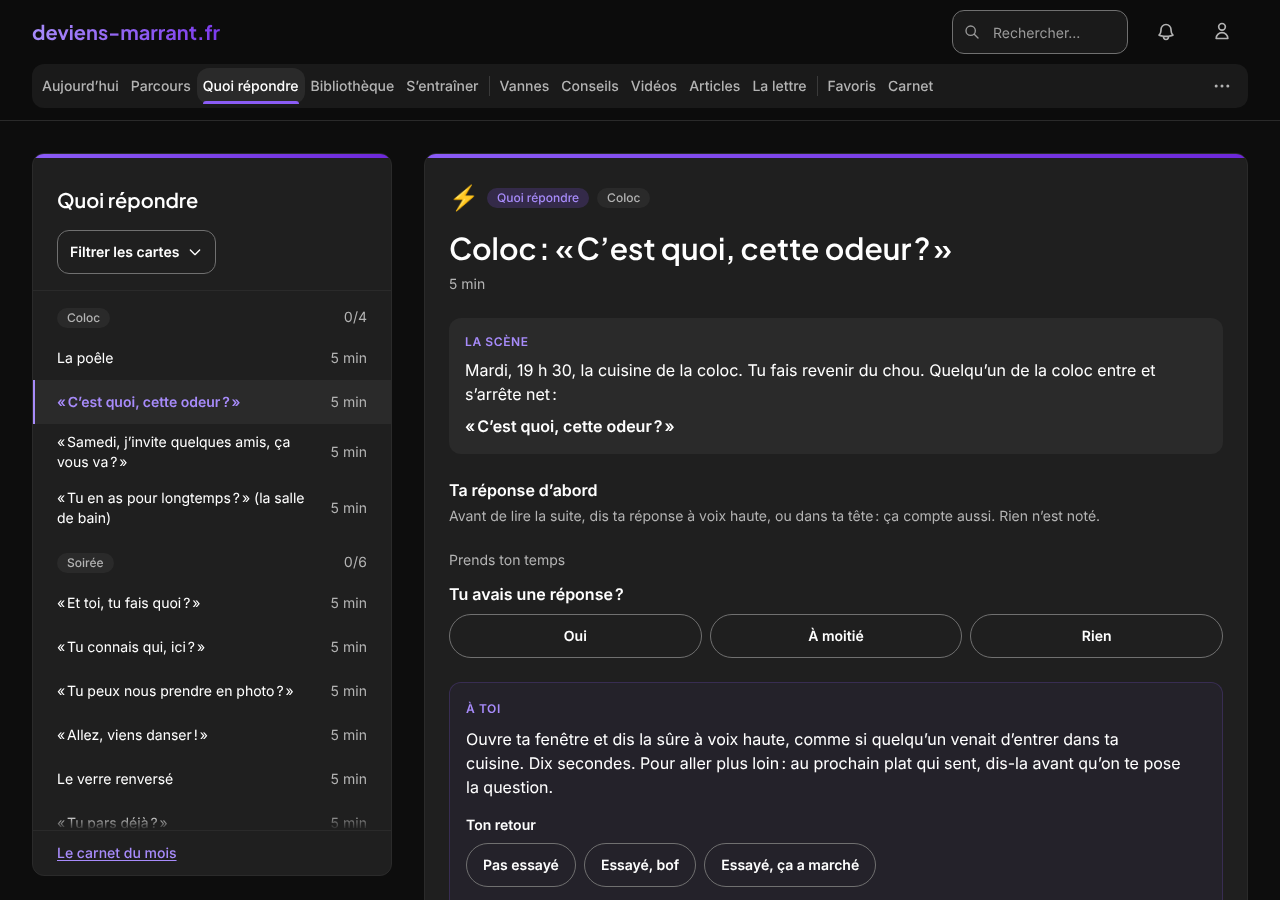 deviens-marrant.fr
Rechercher...
Aujourd'hui Parcours Quoi répondre Bibliothèque S'entraîner Vannes Conseils Vidéos Articles La lettre Favoris Carnet
Quoi répondre
Filtrer les cartes
Coloc 0/4
La poêle 5 min
« C'est quoi, cette odeur ? » 5 min
« Samedi, j'invite quelques amis, ça
vous va ? » 5 min
« Tu en as pour longtemps ? » (la salle
de bain) 5 min
Soirée 0/6
« Et toi, tu fais quoi ? » 5 min
« Tu connais qui, ici ? » 5 min
« Tu peux nous prendre en photo ? » 5 min
« Allez, viens danser ! » 5 min
Le verre renversé 5 min
« Tu pars déjà ? » 5 min
Le carnet du mois
Quoi répondre Coloc
Coloc : « C'est quoi, cette odeur ? »
5 min
LA SCÈNE
Mardi, 19 h 30, la cuisine de la coloc. Tu fais revenir du chou. Quelqu'un de la coloc entre et
s'arrête net :
« C'est quoi, cette odeur ? »
Ta réponse d'abord
Avant de lire la suite, dis ta réponse à voix haute, ou dans ta tête : ça compte aussi. Rien n'est noté.
Prends ton temps
Tu avais une réponse ?
Oui À moitié Rien
À TOI
Ouvre ta fenêtre et dis la sûre à voix haute, comme si quelqu'un venait d'entrer dans ta
cuisine. Dix secondes. Pour aller plus loin : au prochain plat qui sent, dis-la avant qu'on te pose
la question.
Ton retour
Pas essayé Essayé, bof Essayé, ça a marché